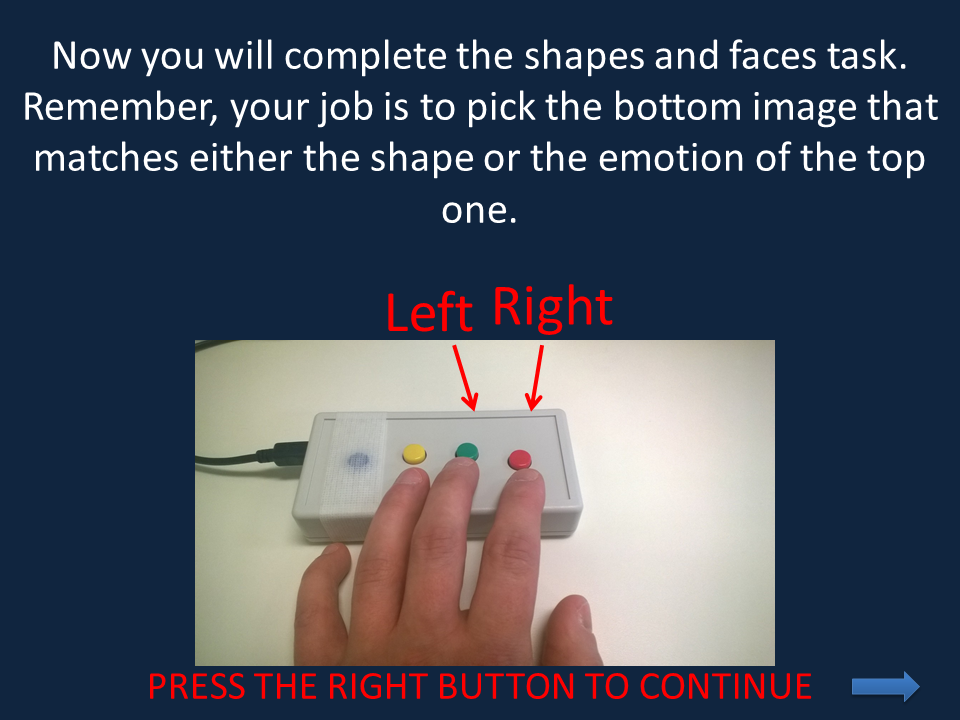 Now you will complete the shapes and faces task.
Remember, your job is to pick the bottom image that
matches either the shape or the emotion of the top
one.
Left Right
PRESS THE RIGHT BUTTON TO CONTINUE